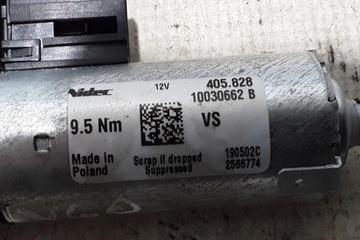 Nidec
12V
405.828
10030662 B
9.5 Nm
VS
Made in
Poland
Scrap if dropped
Suppressed
190502C
2586774